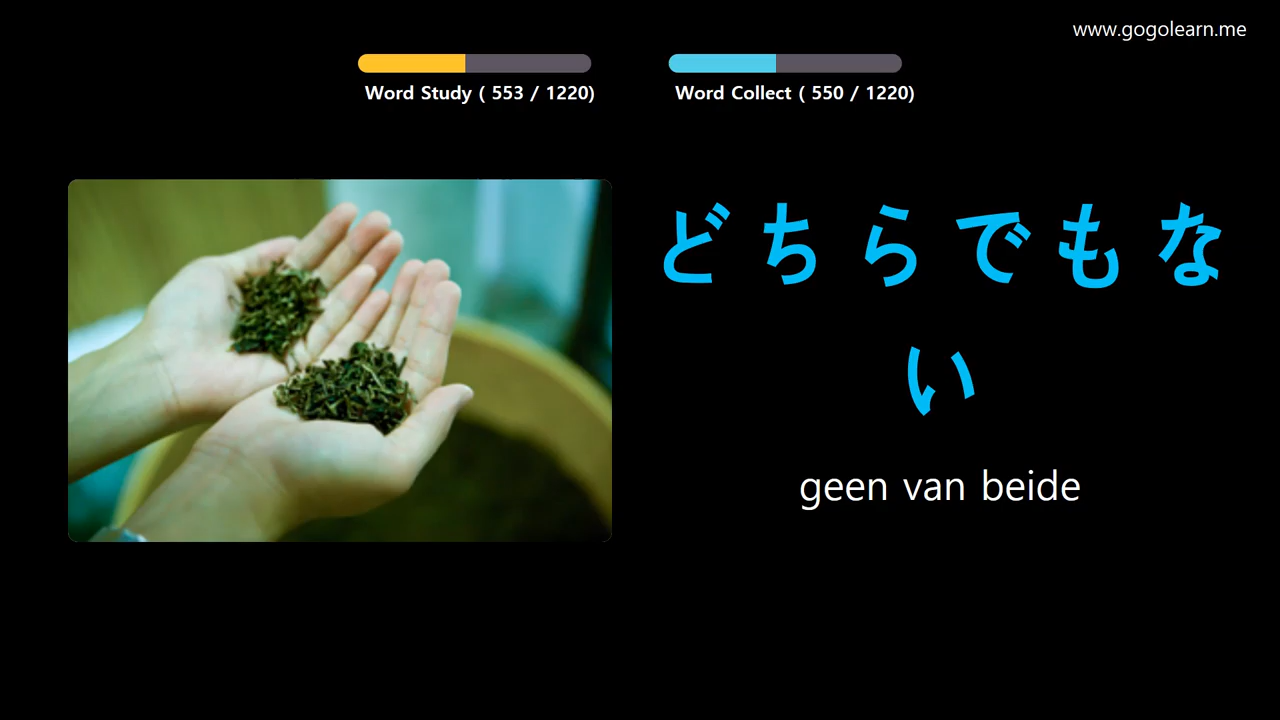 www.gogolearn.me
Word Study ( 553 / 1220)
Word Collect ( 550 / 1220)
どちらでもな
い
geen van beide